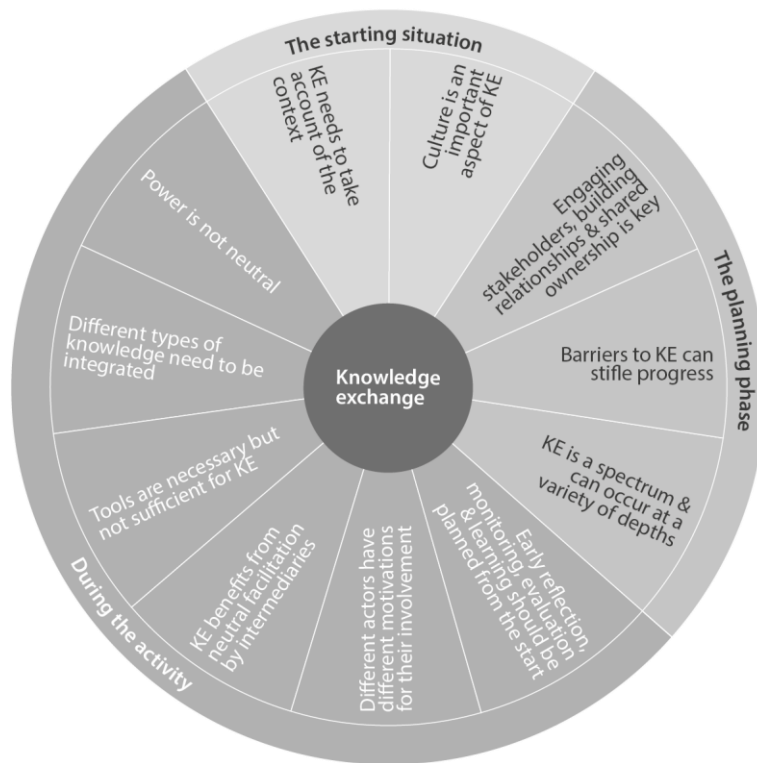 The starting situation
KE needs to take
account of the
context
Culture is an
important
aspect of KE
The planning phase
Engaging
stakeholders, building
relationships & shared
ownership is key
Barriers to KE can
stifle progress
KE is a spectrum &
can occur at a
variety of depths
During the activity
Early reflection,
monitoring, evaluation
& learning should be
planned from the start
Different actors have
different motivations
for their involvement
KE benefits from
neutral facilitation
by intermediaries
Tools are necessary but
not sufficient for KE
Different types of
knowledge need to be
integrated
Power is not neutral
Knowledge
exchange